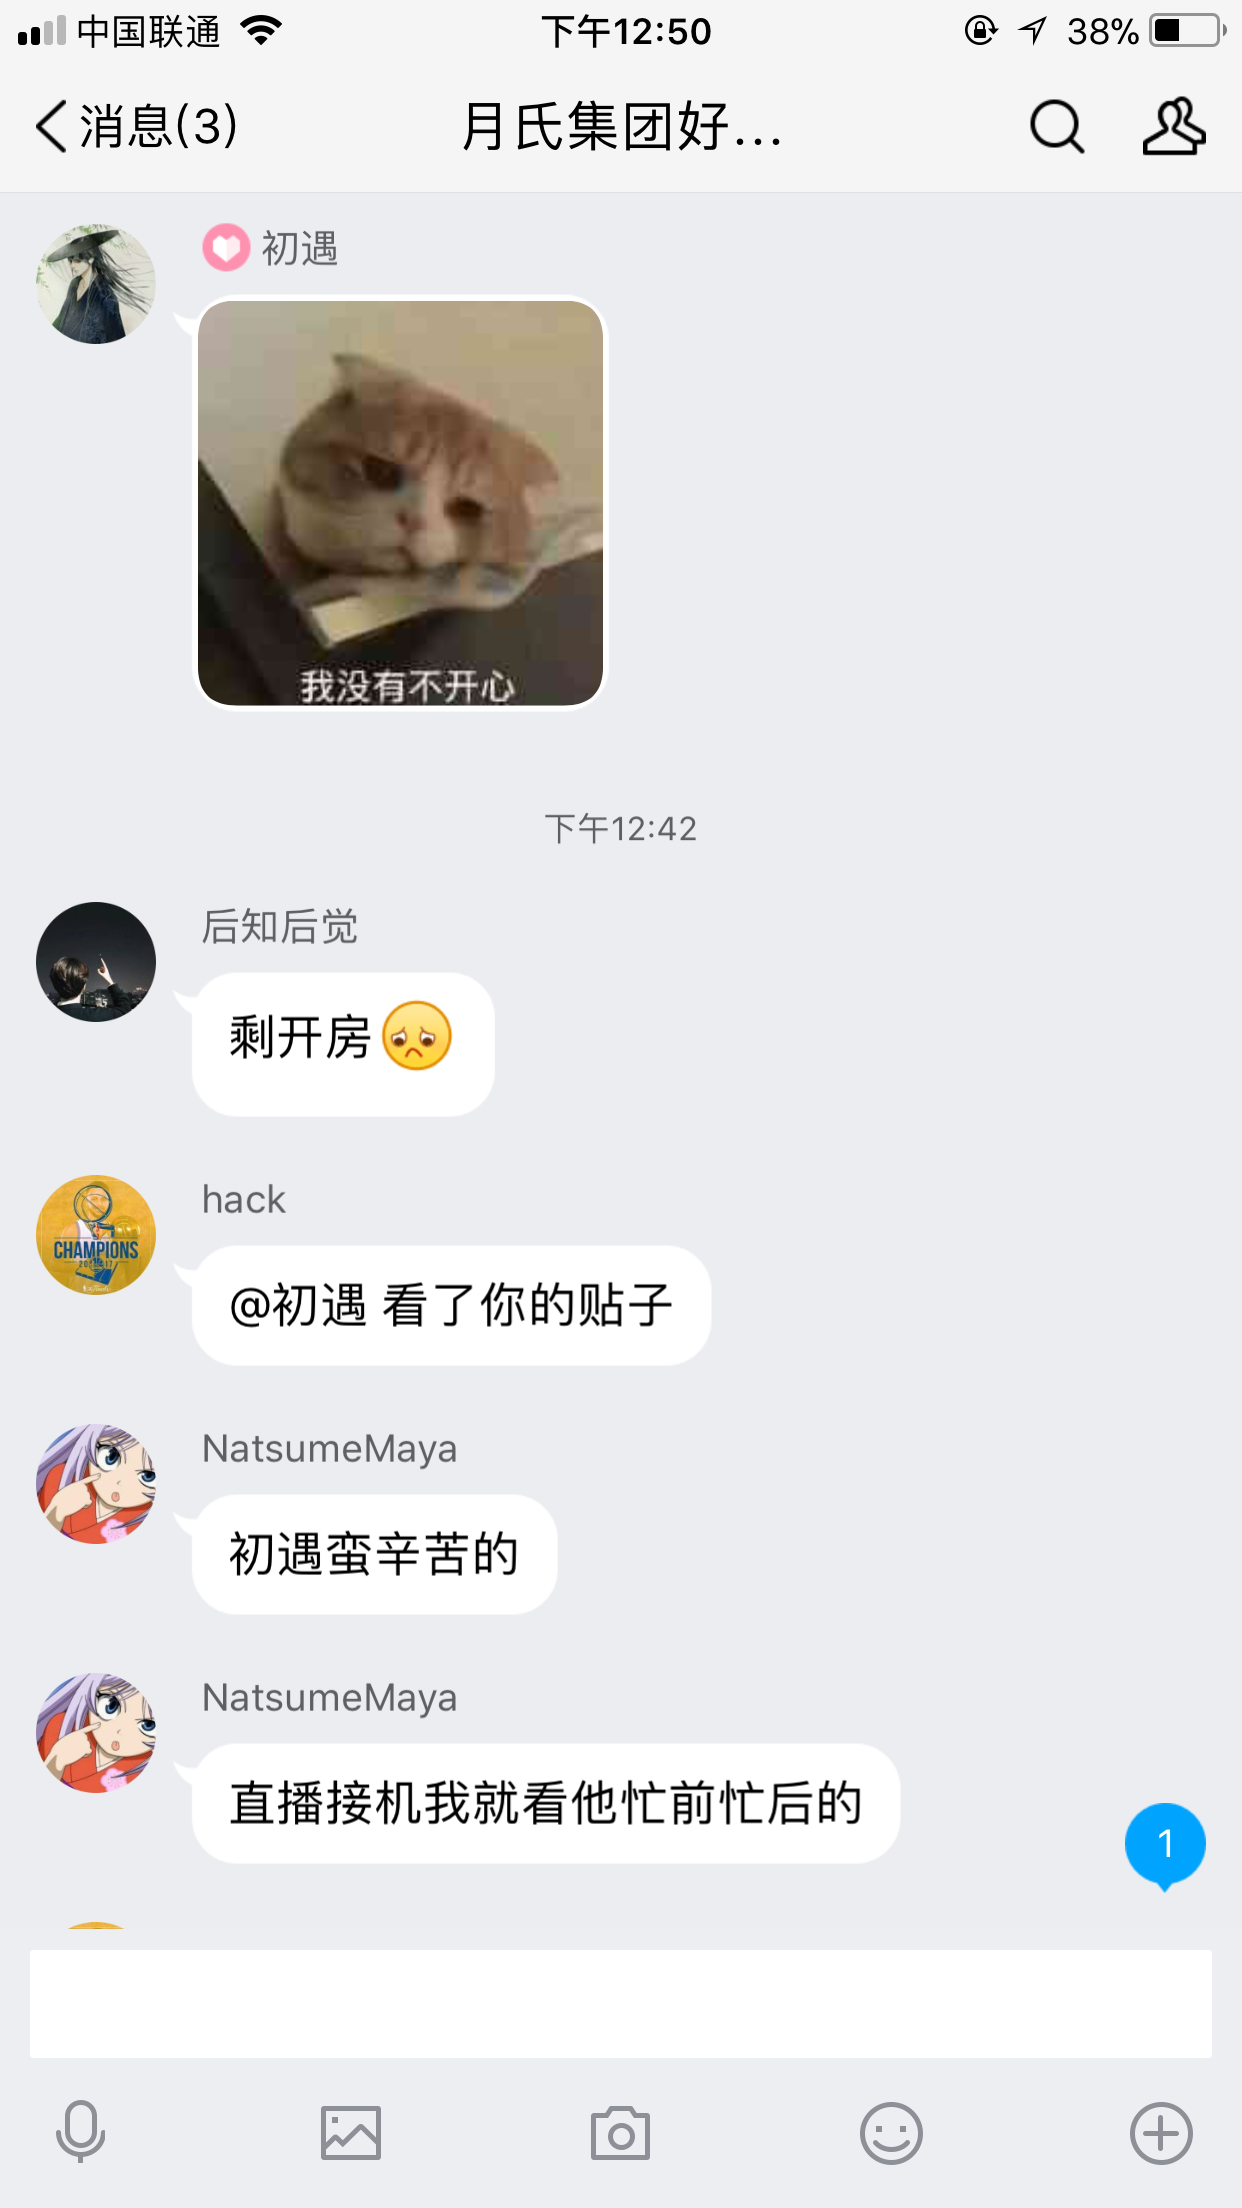 中国联通
下午12:50
38%
消息(3)
月氏集团好...
初遇
我没有不开心
下午12:42
后知后觉
剩开房
hack
CHAMPIONS
@初遇 看了你的贴子
NatsumeMaya
初遇蛮辛苦的
NatsumeMaya
直播接机我就看他忙前忙后的
1